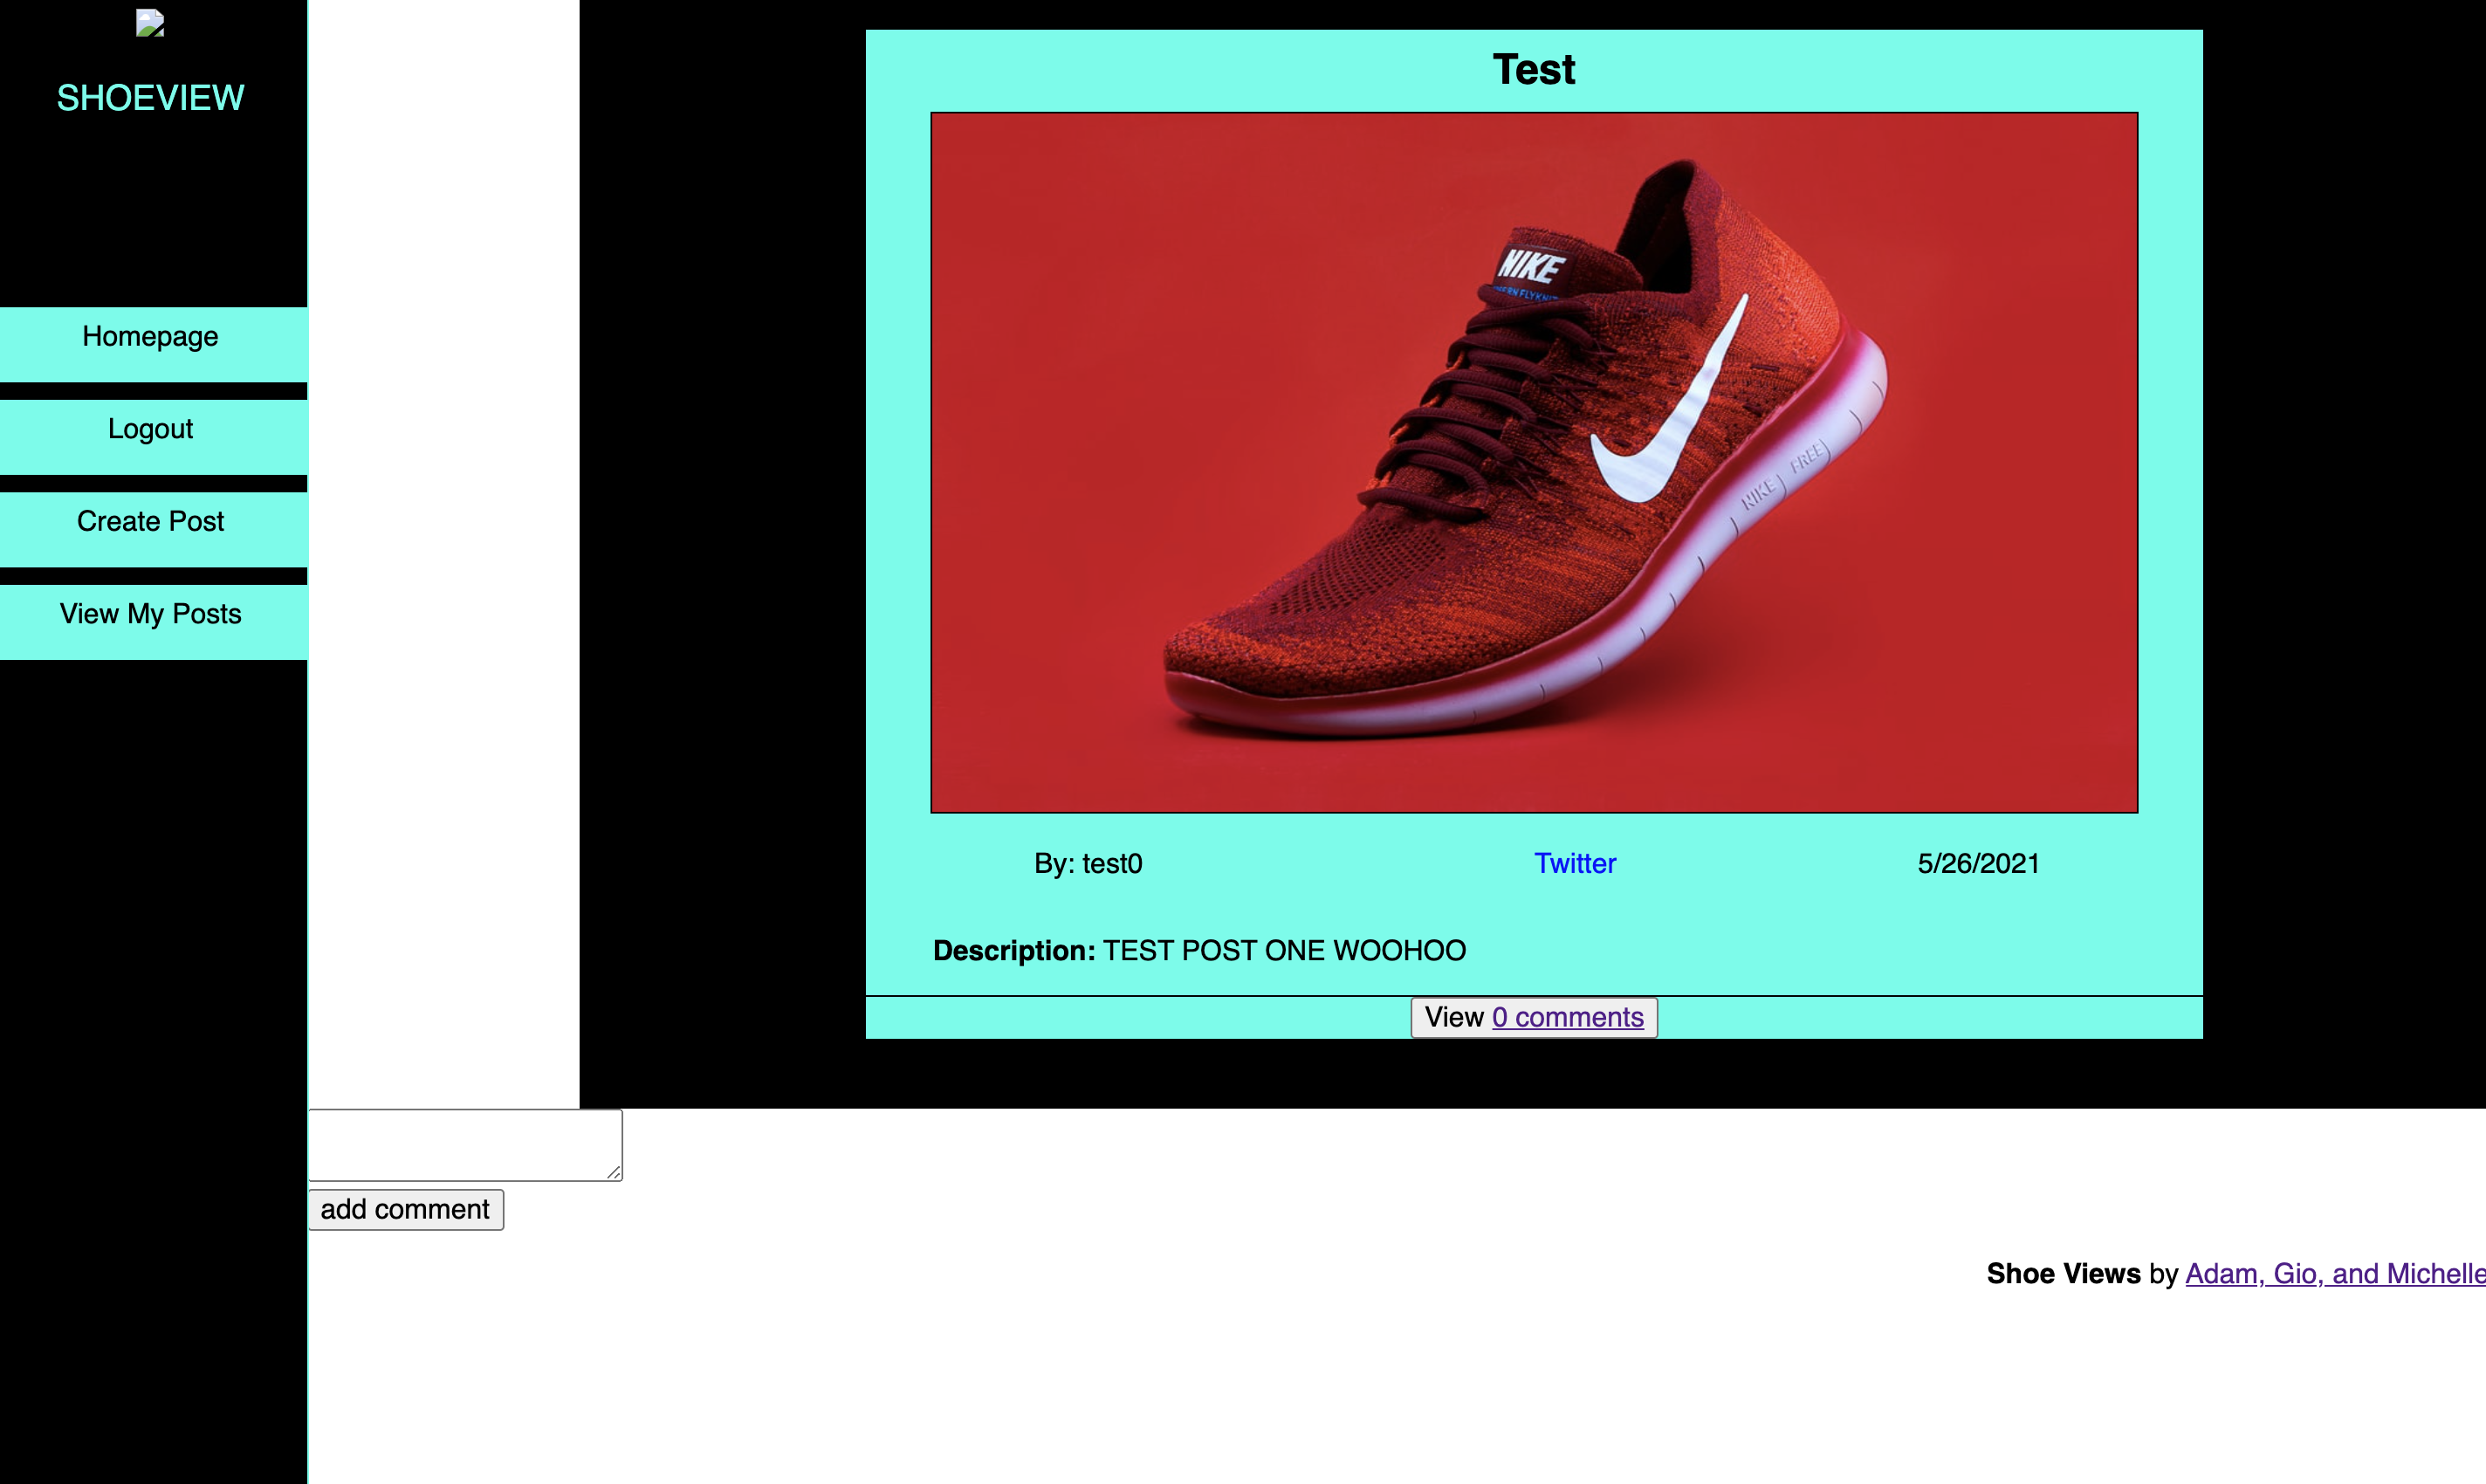 SHOEVIEW
Homepage
Logout
Create Post
View My Posts
Test
NIKE
NIKE FREE
By: test0 Twitter 5/26/2021
Description: TEST POST ONE WOOHOO
View 0 comments
add comment
Shoe Views by Adam, Gio, and Michelle